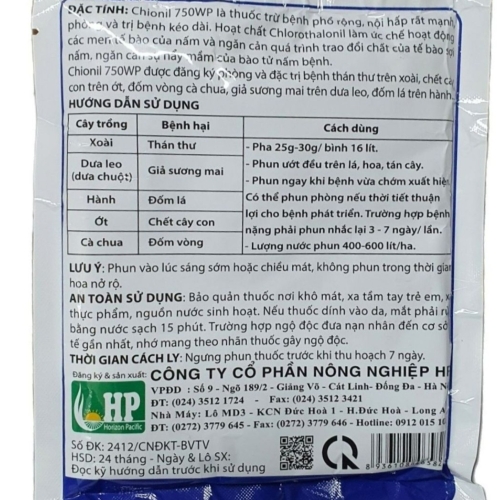 ĐẶC TÍNH: Chionil 750WP là thuốc trừ bệnh phổ rộng, nội hấp rất mạnh
phòng và trị bệnh kéo dài. Hoạt chất Chlorothalonil làm ức chế hoạt động
các men tế bào của nấm và ngăn cản quá trình trao đổi chất của tế bào sợi
nấm, ngăn cản sự nảy mầm của bào tử nấm bệnh.
Chionil 750WP được đăng ký phòng và đặc trị bệnh thán thư trên xoài, chết cây
con trên ớt, đốm vòng cà chua, giả sương mai trên dưa leo, đốm lá trên hành.
HƯỚNG DẪN SỬ DỤNG
Cây trồng Bệnh hại Cách dùng
Xoài Thán thư
Dưa leo (dưa chuột) Giả sương mai
Hành Đốm lá
Ớt Chết cây con
Cà chua Đốm vòng
- Pha 25g-30g/ bình 16 lít.
- Phun ướt đều trên lá, hoa, tán cây.
- Phun ngay khi bệnh vừa chớm xuất hiện
Có thể phun phòng nếu thời tiết thuận
lợi cho bệnh phát triển. Trường hợp bệnh
nặng phải phun nhắc lại 3 - 7 ngày/ lần.
- Lượng nước phun 400-600 lít/ha.
LƯU Ý: Phun vào lúc sáng sớm hoặc chiều mát, không phun trong thời gian
hoa nở rộ.
AN TOÀN SỬ DỤNG: Bảo quản thuốc nơi khô mát, xa tầm tay trẻ em, x
thực phẩm, nguồn nước sinh hoạt. Nếu thuốc dính vào da, mắt phải rử
bằng nước sạch 15 phút. Trường hợp ngộ độc đưa nạn nhân đến cơ sở
tế gần nhất, nhớ mang theo nhãn thuốc gây ngộ độc.
THỜI GIAN CÁCH LY: Ngưng phun thuốc trước khi thu hoạch 7 ngày.
Đăng ký & sản xuất: CÔNG TY CỔ PHẦN NÔNG NGHIỆP HP
VPĐD : Số 9 - Ngõ 189/2 - Giảng Võ - Cát Linh- Đống Đa - Hà N
ĐT: (024) 3512 1724 - Fax: (024) 3512 3421
Nhà Máy: Lô MD3 - KCN Đức Hoà 1 - H.Đức Hoà - Long A
ĐT: (0272) 3779 645 - Fax: (0272) 3779 646 - Hotline: 0912 015 10
HP
Horizon Pacific
Số ĐK: 2412/CNĐKT-BVTV
HSD: 24 tháng - Ngày & Lô SX:
Đọc kỹ hướng dẫn trước khi sử dụng